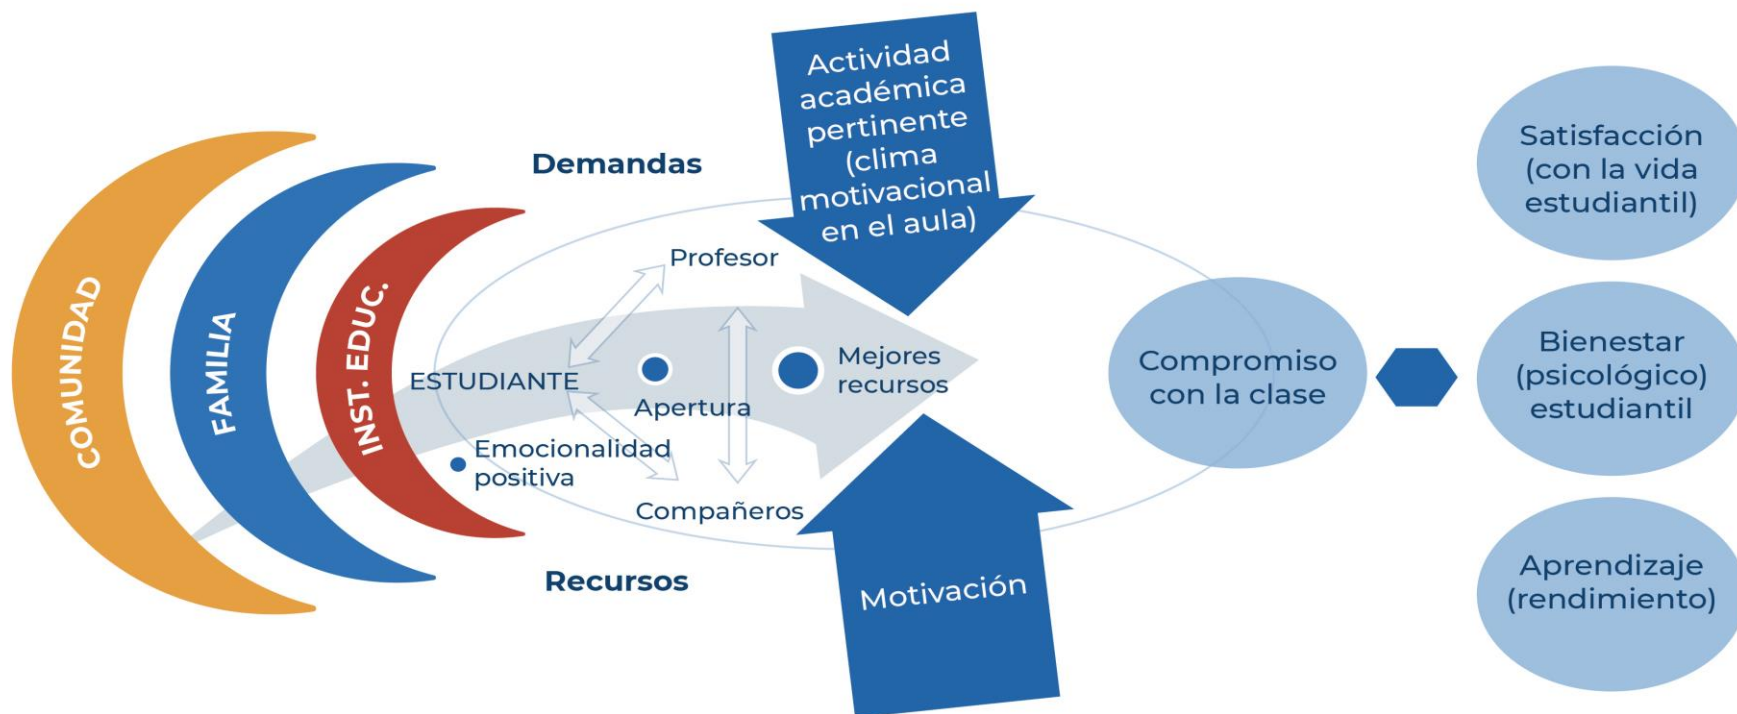 COMUNIDAD
FAMILIA
INST. EDUC.
Demandas
Recursos
ESTUDIANTE
Profesor
Compañeros
Emocionalidad
positiva
Apertura
Mejores
recursos
Actividad
académica
pertinente
(clima
motivacional
en el aula)
Motivación
Compromiso
con la clase
Satisfacción
(con la vida
estudiantil)
Bienestar
(psicológico)
estudiantil
Aprendizaje
(rendimiento)